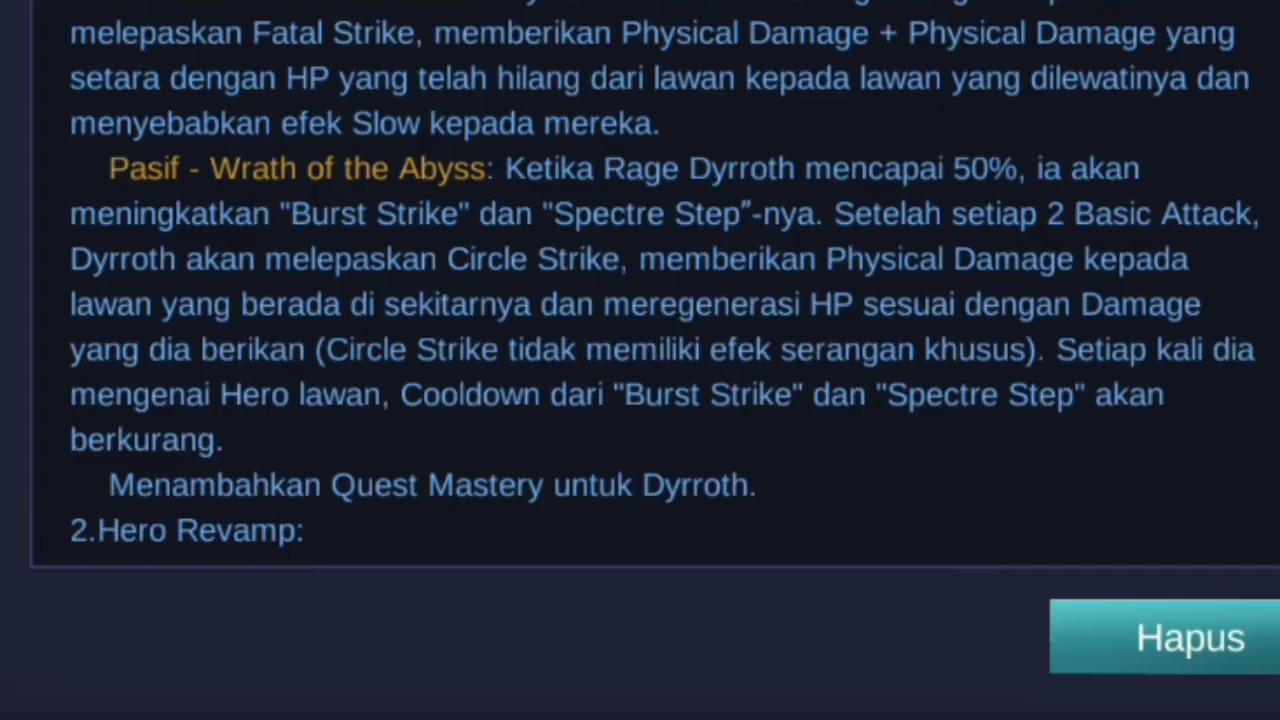 melepaskan Fatal Strike, memberikan Physical Damage + Physical Damage yang
setara dengan HP yang telah hilang dari lawan kepada lawan yang dilewatinya dan
menyebabkan efek Slow kepada mereka.
Pasif - Wrath of the Abyss: Ketika Rage Dyrroth mencapai 50%, ia akan
meningkatkan "Burst Strike" dan "Spectre Step”-nya. Setelah setiap 2 Basic Attack,
Dyrroth akan melepaskan Circle Strike, memberikan Physical Damage kepada
lawan yang berada di sekitarnya dan meregenerasi HP sesuai dengan Damage
yang dia berikan (Circle Strike tidak memiliki efek serangan khusus). Setiap kali dia
mengenai Hero lawan, Cooldown dari "Burst Strike" dan "Spectre Step" akan
berkurang.
Menambahkan Quest Mastery untuk Dyrroth.
2.Hero Revamp:
Hapus